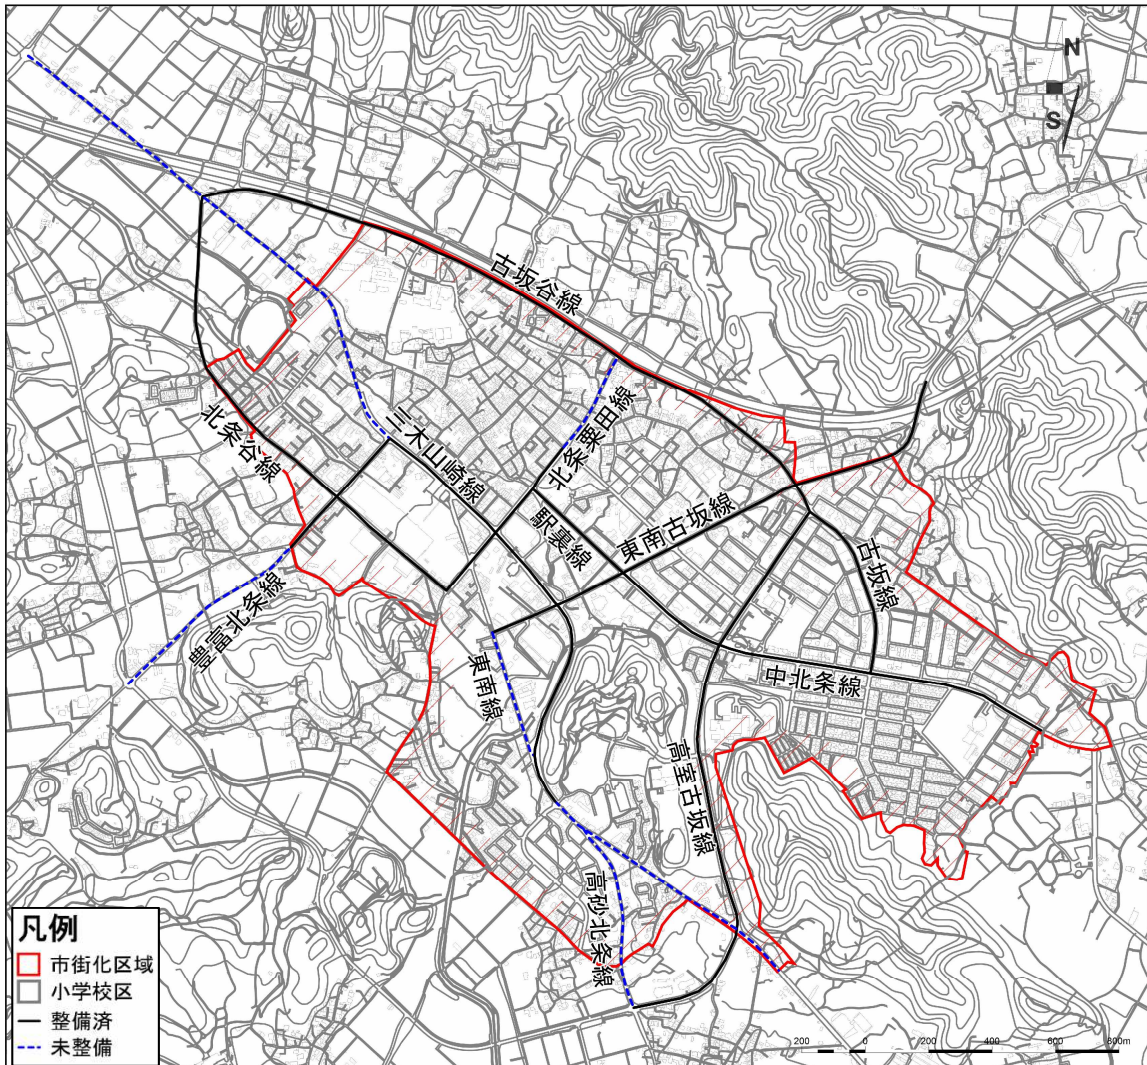 N
S
古坂谷線
北条谷線
三木山崎線
北条栗田線
駅裏線
東南古坂線
古坂線
豊富北条線
東南線
中北条線
高室古坂線
高砂北条線
凡例
市街化区域
小学校区
整備済
未整備
200 0 200 400 600 800m